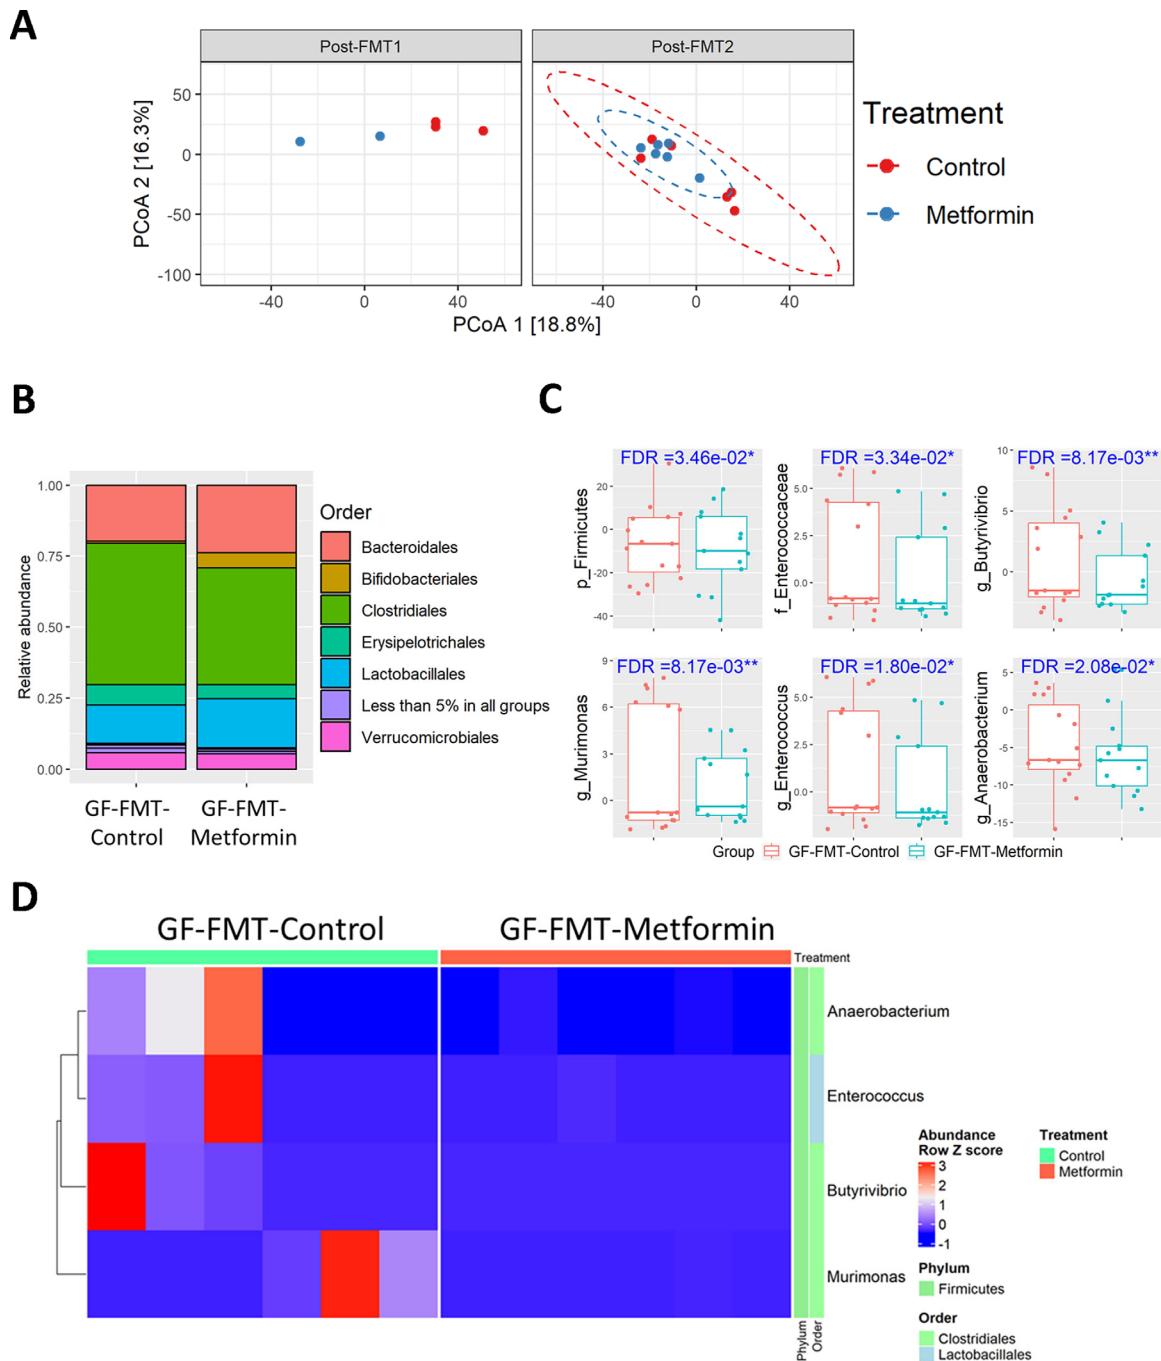 A
Post-FMT1
Post-FMT2
50
0
-50
-100
PCoA 2 [16.3%]
-40
0
40
-40
0
40
PCoA 1 [18.8%]
Treatment
Control
Metformin
B
1.00
0.75
0.50
0.25
0.00
Relative abundance
GF-FMT-
Control
GF-FMT-
Metformin
Order
Bacteroidales
Bifidobacteriales
Clostridiales
Erysipelotrichales
Lactobacillales
Less than 5% in all groups
Verrucomicrobiales
C
FDR =3.46e-02*
p_Firmicutes
20
0
-20
-40
FDR =3.34e-02*
f_Enterococcaceae
5.0
2.5
0.0
FDR =8.17e-03**
g_Butyrivibrio
10
5
0
FDR =8.17e-03**
g_Murimonas
9
6
3
0
FDR =1.80e-02*
g_Enterococcus
5.0
2.5
0.0
FDR =2.08e-02*
g_Anaerobacterium
5
0
-5
-10
-15
Group
GF-FMT-Control
GF-FMT-Metformin
D
GF-FMT-Control
GF-FMT-Metformin
Treatment
Anaerobacterium
Enterococcus
Butyrivibrio
Murimonas
Phylum
Order
Abundance
Row Z score
3
2
1
0
-1
Treatment
Control
Metformin
Phylum
Firmicutes
Order
Clostridiales
Lactobacillales